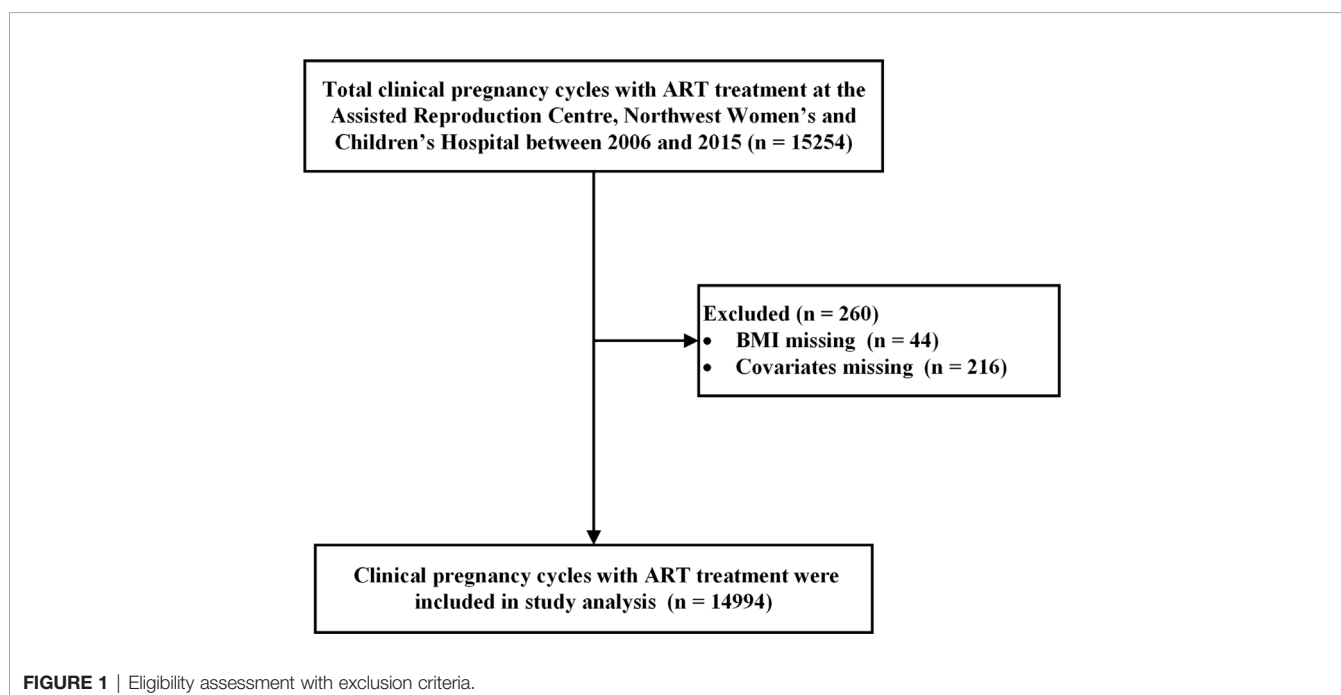 Total clinical pregnancy cycles with ART treatment at the
Assisted Reproduction Centre, Northwest Women's and
Children's Hospital between 2006 and 2015 (n = 15254)
Excluded (n = 260)
• BMI missing (n = 44)
• Covariates missing (n = 216)
Clinical pregnancy cycles with ART treatment were
included in study analysis (n = 14994)
FIGURE 1 | Eligibility assessment with exclusion criteria.